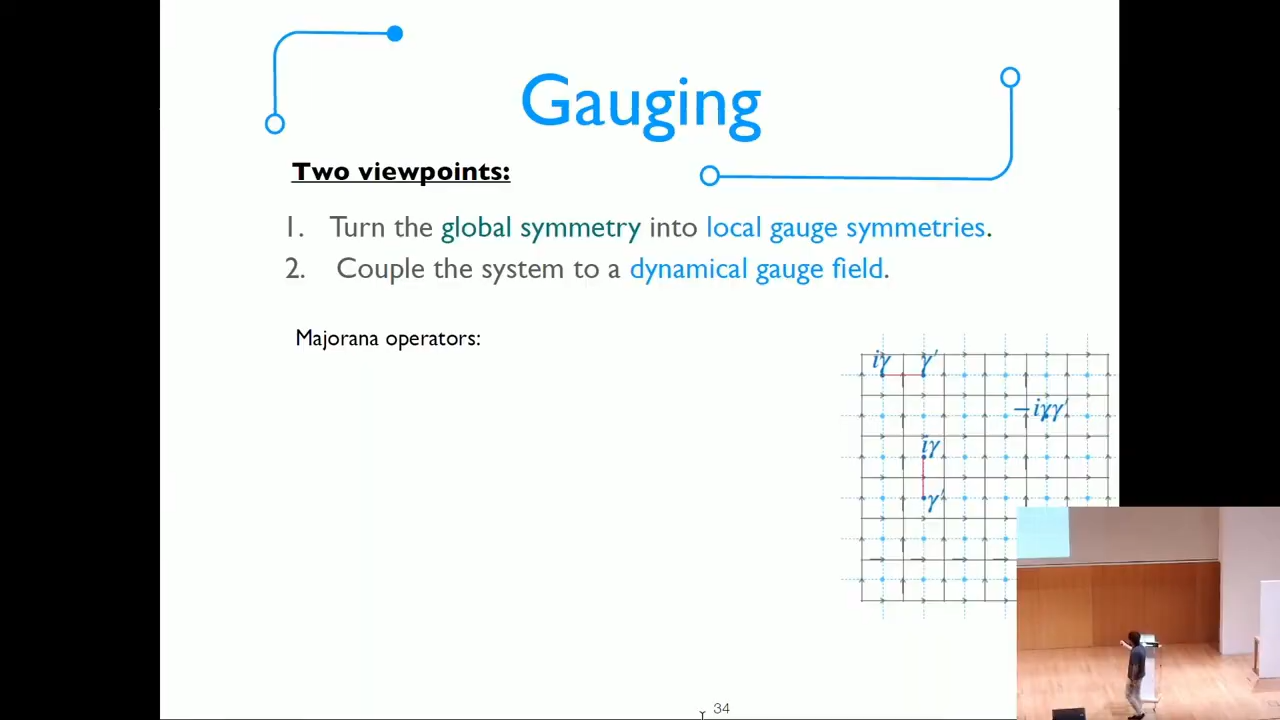 Gauging
Two viewpoints:
1. Turn the global symmetry into local gauge symmetries.
2. Couple the system to a dynamical gauge field.
Majorana operators:
iγ γ′
−iγγ′
iγ
γ′
34